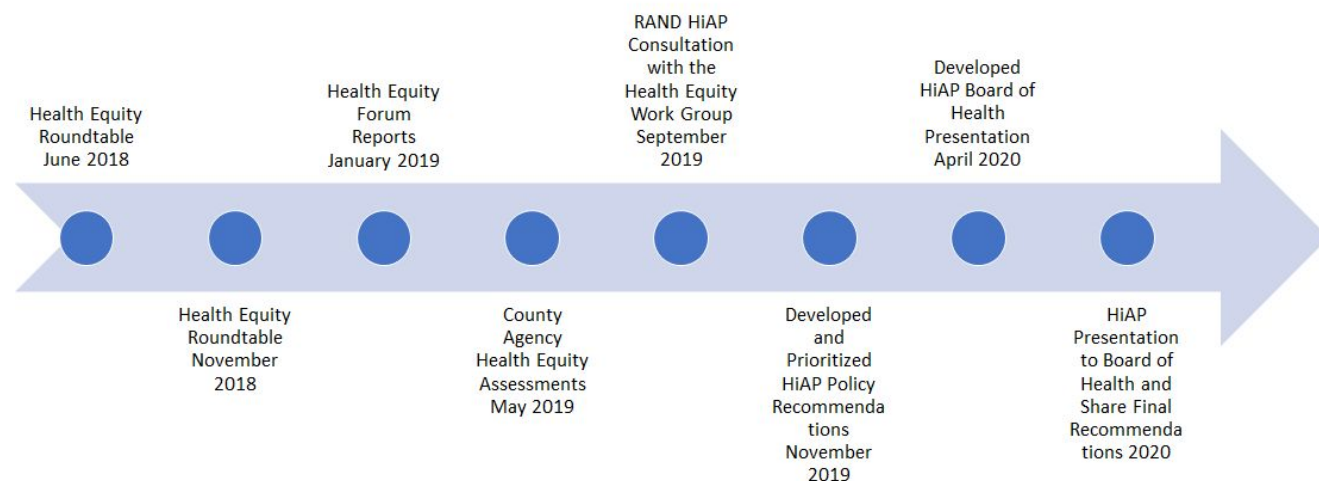 Health Equity
Roundtable
June 2018
Health Equity
Roundtable
November
2018
Health Equity
Forum
Reports
January 2019
County
Agency
Health Equity
Assessments
May 2019
RAND HiAP
Consultation
with the
Health Equity
Work Group
September
2019
Developed
and
Prioritized
HiAP Policy
Recommenda
tions
November
2019
Developed
HiAP Board of
Health
Presentation
April 2020
HiAP
Presentation
to Board of
Health and
Share Final
Recommenda
tions 2020